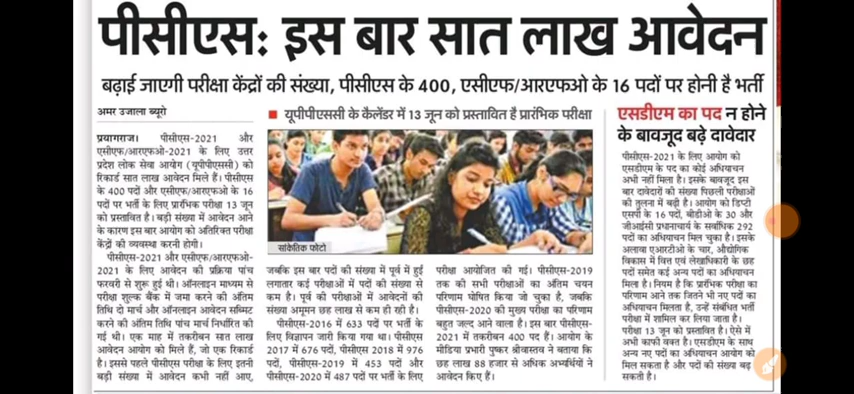 पीसीएस: इस बार सात लाख आवेदन
बढ़ाई जाएगी परीक्षा केंद्रों की संख्या, पीसीएस के 400, एसीएफ/आरएफओ के 16 पदों पर होनी है भर्ती
अमर उजाला ब्यूरो
प्रयागराज। पीसीएस-2021 और
एसीएफ/आरएफओ-2021 के लिए उत्तर
प्रदेश लोक सेवा आयोग (यूपीपीएससी) को
रिकार्ड सात लाख आवेदन मिले हैं। पीसीएस
के 400 पदों और एसीएफ/आरएफओ के 16
पदों पर भर्ती के लिए प्रारंभिक परीक्षा 13 जून
को प्रस्तावित है। बड़ी संख्या में आवेदन आने
के कारण इस बार आयोग को अतिरिक्त परीक्षा
केंद्रों की व्यवस्था करनी होगी।
पीसीएस-2021 और एसीएफ/आरएफओ-
2021 के लिए आवेदन की प्रक्रिया पांच
फरवरी से शुरू हुई थी। ऑनलाइन माध्यम से
परीक्षा शुल्क बैंक में जमा करने की अंतिम
तिथि दो मार्च और ऑनलाइन आवेदन सब्मिट
करने की अंतिम तिथि पांच मार्च निर्धारित की
गई थी। एक माह में तकरीबन सात लाख
आवेदन आयोग को मिले हैं, जो एक रिकार्ड
है। इससे पहले पीसीएस परीक्षा के लिए इतनी
बड़ी संख्या में आवेदन कभी नहीं आए,
■ यूपीपीएससी के कैलेंडर में 13 जून को प्रस्तावित है प्रारंभिक परीक्षा
सांकेतिक फोटो
जबकि इस बार पदों की संख्या में पूर्व में हुई
लगातार कई परीक्षाओं में पदों की संख्या से
कम है। पूर्व की परीक्षाओं में आवेदनों की
संख्या अमूमन छह लाख से कम ही रही है।
पीसीएस-2016 में 633 पदों पर भर्ती के
लिए विज्ञापन जारी किया गया था। पीसीएस
2017 में 676 पदों, पीसीएस 2018 में 976
पदों, पीसीएस-2019 में 453 पदों और
पीसीएस-2020 में 487 पदों पर भर्ती के लिए
परीक्षा आयोजित की गई। पीसीएस-2019
तक की सभी परीक्षाओं का अंतिम चयन
परिणाम घोषित किया जो चुका है, जबकि
पीसीएस-2020 की मुख्य परीक्षा का परिणाम
बहुत जल्द आने वाला है। इस बार पीसीएस-
2021 में तकरीबन 400 पद हैं। आयोग के
मीडिया प्रभारी पुष्कर श्रीवास्तव ने बताया कि
छह लाख 88 हजार से अधिक अभ्यर्थियों ने
आवेदन किए हैं।
एसडीएम का पद न होने
के बावजूद बढ़े दावेदार
पीसीएस-2021 के लिए आयोग को
एसडीएम के पद का कोई अधियाचन
अभी नहीं मिला है। इसके बावजूद इस
बार दावेदारों की संख्या पिछली परीक्षाओं
की तुलना में बढ़ी है। आयोग को डिप्टी
एसपी के 16 पदों, बीडीओ के 30 और
जीआईसी प्रधानाचार्य के सर्वाधिक 292
पदों का अधियाचन मिल चुका है। इसके
अलावा एआरटीओ के चार, औद्योगिक
विकास में वित्त एवं लेखाधिकारी के छह
पदों समेत कई अन्य पदों का अधियाचन
मिला है। नियम है कि प्रारंभिक परीक्षा का
परिणाम आने तक जितने भी नए पदों का
अधियाचन मिलता है, उन्हें संबंधित भर्ती
परीक्षा में शामिल कर लिया जाता है।
परीक्षा 13 जून को प्रस्तावित है। ऐसे में
अभी काफी वक्त है। एसडीएम के साथ
अन्य नए पदों का अधियाचन आयोग को
मिल सकता है और पदों की संख्या बढ़
सकती है।